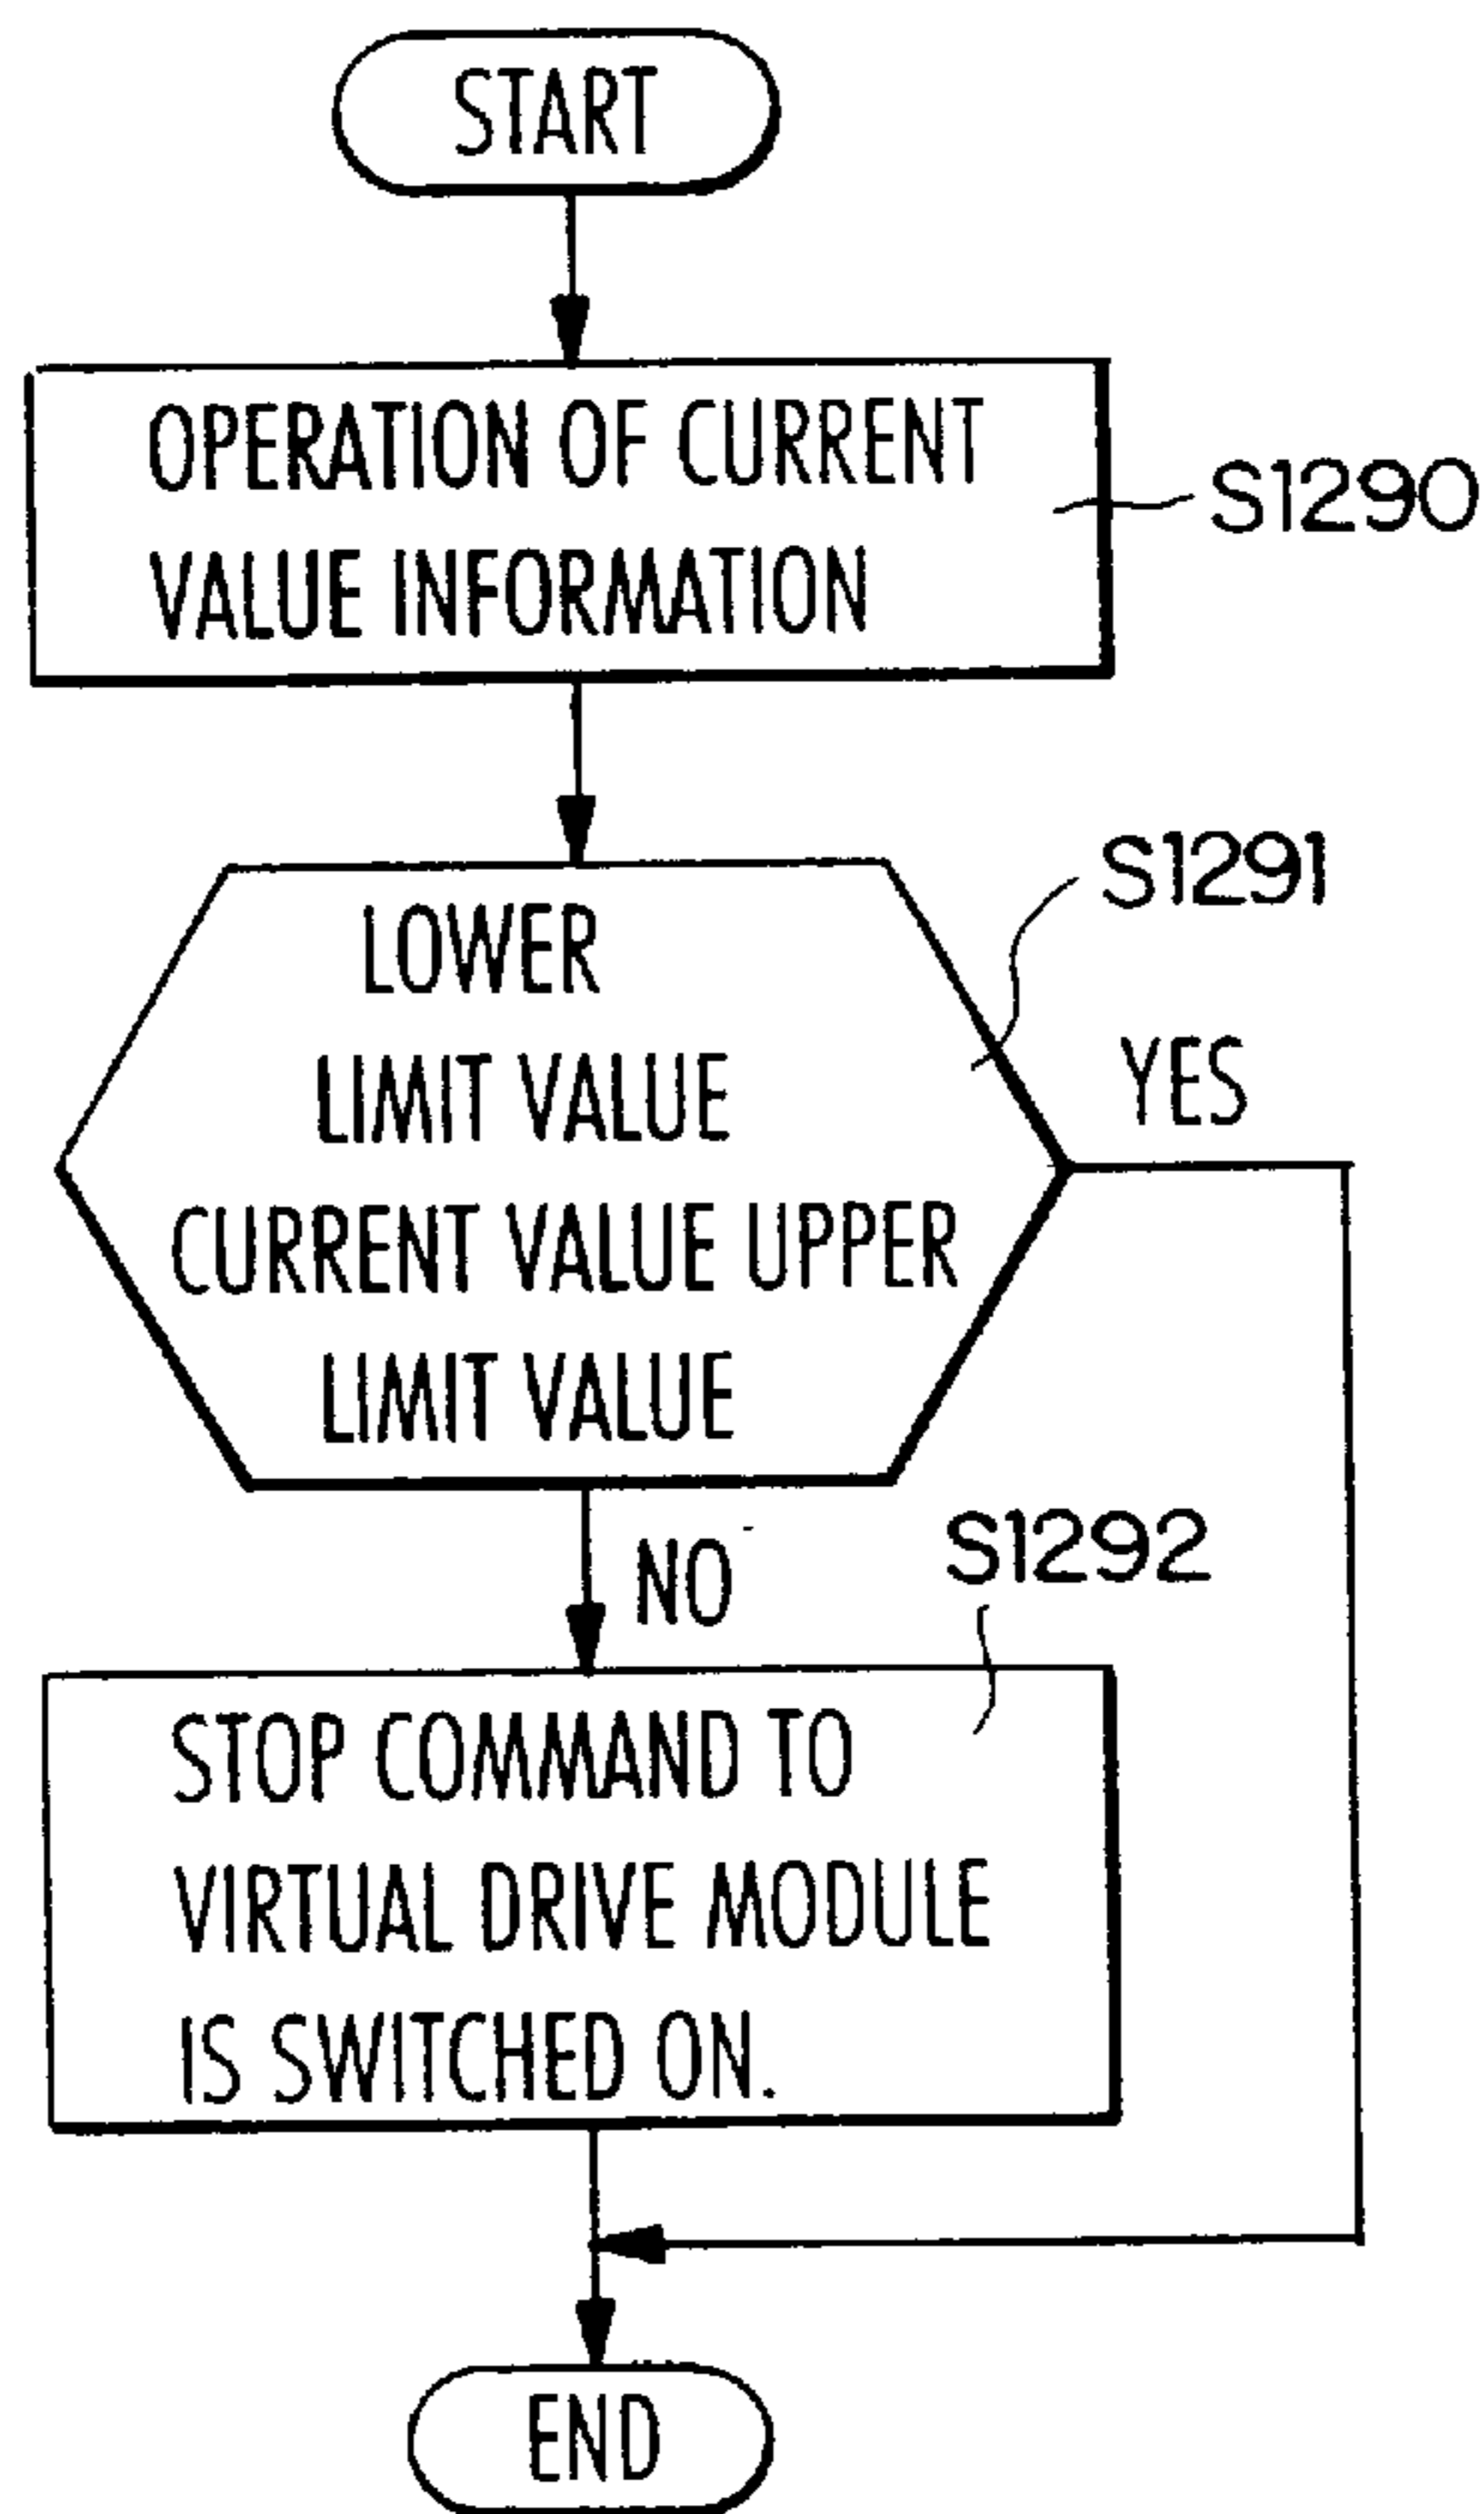 START
OPERATION OF CURRENT
VALUE INFORMATION
S1290
S1291
LOWER
LIMIT VALUE
CURRENT VALUE UPPER
LIMIT VALUE
YES
NO
S1292
STOP COMMAND TO
VIRTUAL DRIVE MODULE
IS SWITCHED ON.
END